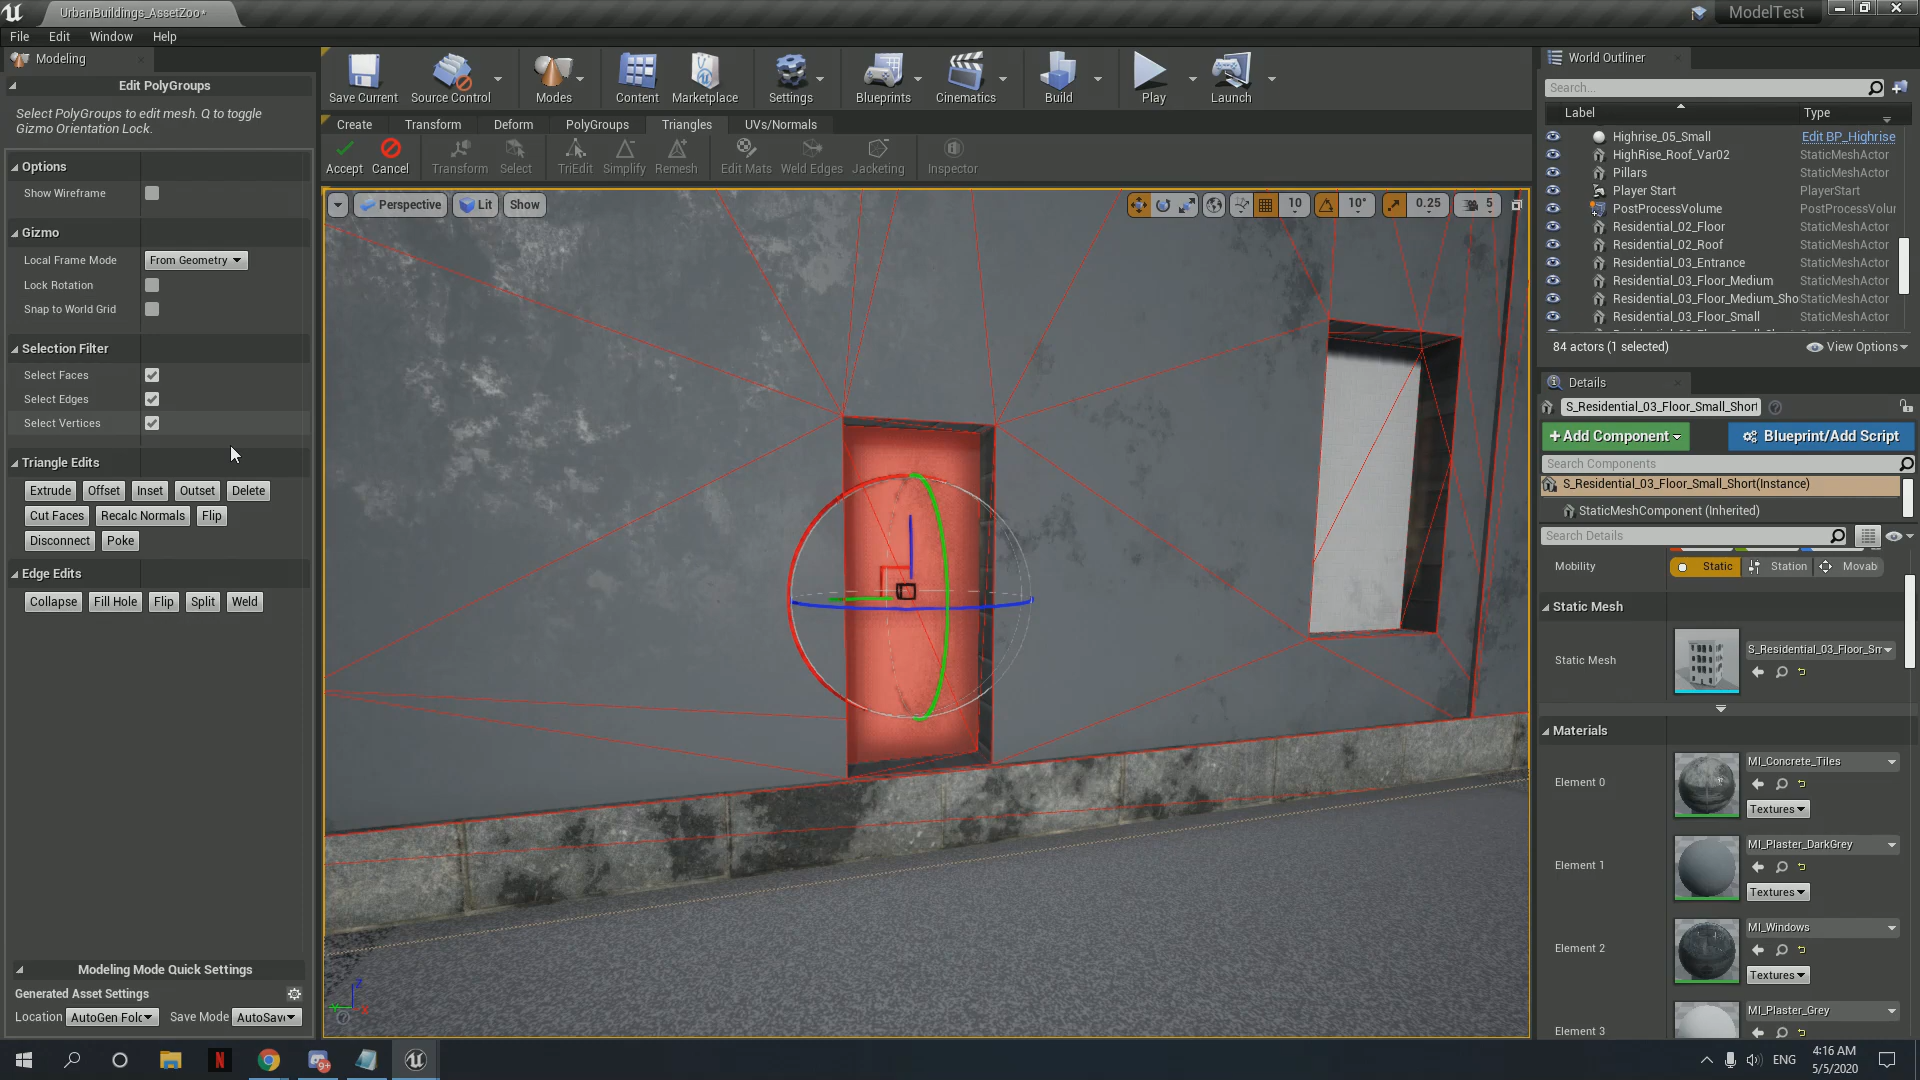 UrbanBuildings_AssetZoo*
ModelTest
File Edit Window Help
Modeling
Edit PolyGroups
Select PolyGroups to edit mesh. Q to toggle
Gizmo Orientation Lock.
Options
Show Wireframe
Gizmo
Local Frame Mode From Geometry
Lock Rotation
Snap to World Grid
Selection Filter
Select Faces
Select Edges
Select Vertices
Triangle Edits
Extrude Offset Inset Outset Delete
Cut Faces Recalc Normals Flip
Disconnect Poke
Edge Edits
Collapse Fill Hole Flip Split Weld
Modeling Mode Quick Settings
Generated Asset Settings
Location AutoGen Folc Save Mode AutoSav
Save Current Source Control Modes Content Marketplace Settings Blueprints Cinematics Build Play Launch
Create Transform Deform PolyGroups Triangles UVs/Normals
Accept Cancel Transform Select TriEdit Simplify Remesh Edit Mats Weld Edges Jacketing Inspector
Perspective Lit Show
10 10° 0.25 5
World Outliner
Search...
Label Type
Highrise_05_Small Edit BP_Highrise
HighRise_Roof_Var02 StaticMeshActor
Pillars StaticMeshActor
Player Start PlayerStart
PostProcessVolume PostProcessVolur
Residential_02_Floor StaticMeshActor
Residential_02_Roof StaticMeshActor
Residential_03_Entrance StaticMeshActor
Residential_03_Floor_Medium StaticMeshActor
Residential_03_Floor_Medium_Sho StaticMeshActor
Residential_03_Floor_Small StaticMeshActor
84 actors (1 selected) View Options
Details
S_Residential_03_Floor_Small_Short
+Add Component Blueprint/Add Script
Search Components
S_Residential_03_Floor_Small_Short(Instance)
StaticMeshComponent (Inherited)
Search Details
Mobility Static Station Movab
Static Mesh
Static Mesh S_Residential_03_Floor_Sm
Materials
Element 0 MI_Concrete_Tiles
Textures
Element 1 MI_Plaster_DarkGrey
Textures
Element 2 MI_Windows
Textures
Element 3 MI_Plaster_Grey
N
9+
ENG
4:16 AM
5/5/2020